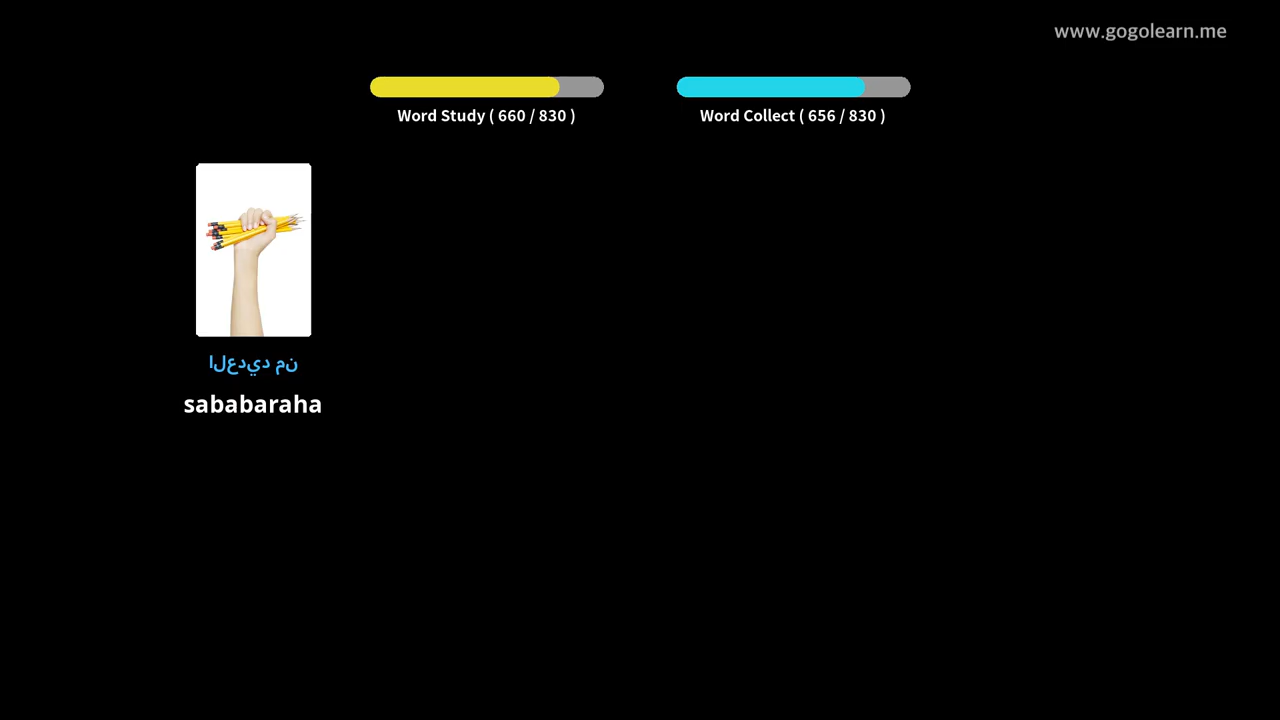 www.gogolearn.me
Word Study ( 660 / 830 )
Word Collect ( 656 / 830 )
العديد من
sababaraha